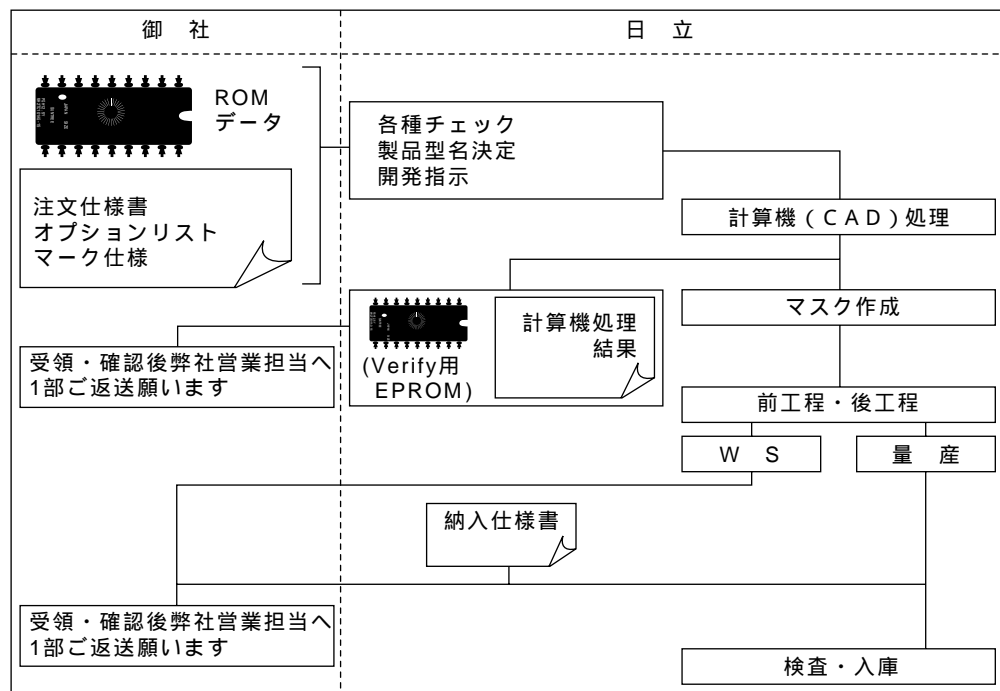 御 社
日 立
ROM
データ
注文仕様書
オプションリスト
マーク仕様
各種チェック
製品型名決定
開発指示
計算機（CAD）処理
マスク作成
(Verify用
EPROM)
計算機処理
結果
受領・確認後弊社営業担当へ
1部ご返送願います
前工程・後工程
W S
量 産
納入仕様書
受領・確認後弊社営業担当へ
1部ご返送願います
検査・入庫